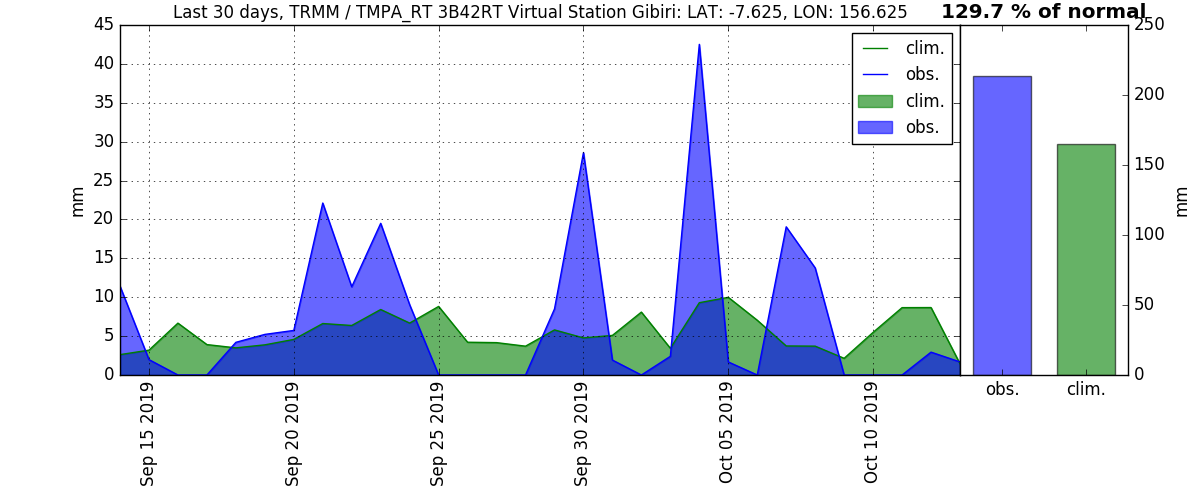 Last 30 days, TRMM / TMPA_RT 3B42RT Virtual Station Gibiri: LAT: -7.625, LON: 156.625
129.7 % of normal
45
40
35
30
25
20
15
10
5
0
mm
clim.
obs.
clim.
obs.
250
200
150
100
50
0
mm
Sep 15 2019
Sep 20 2019
Sep 25 2019
Sep 30 2019
Oct 05 2019
Oct 10 2019
obs.
clim.